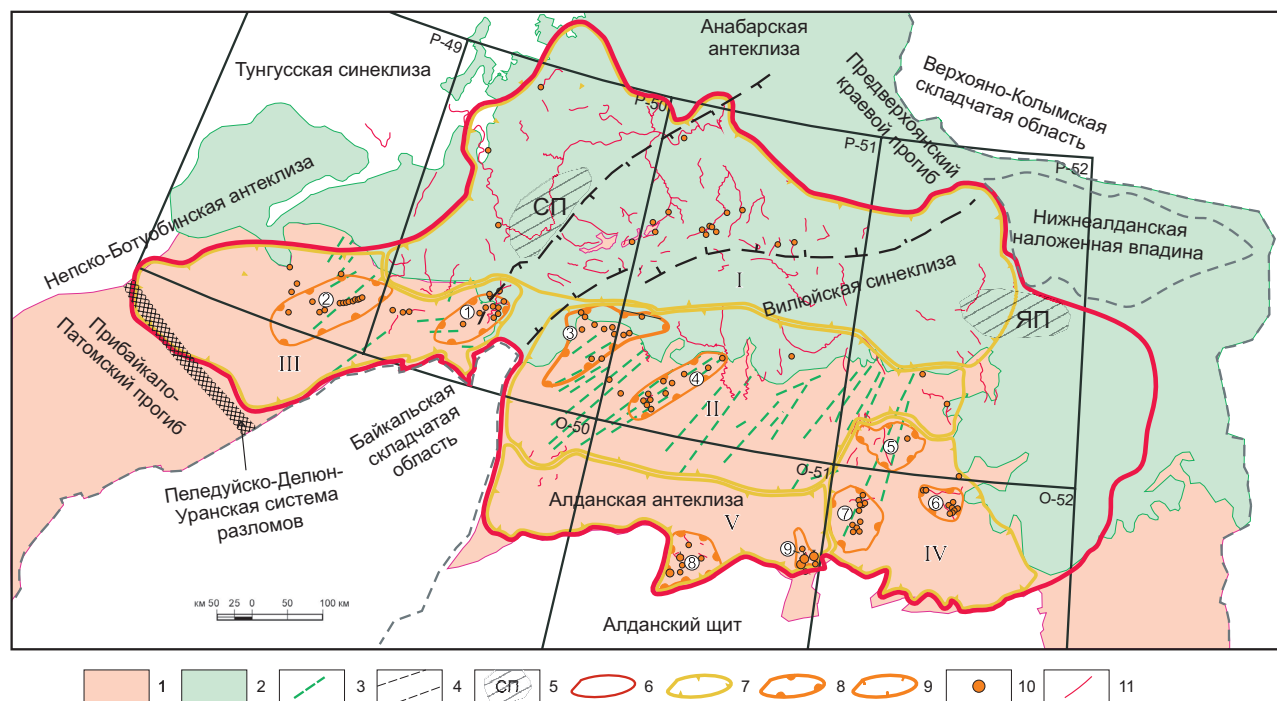 Анабарская
антеклиза
P-49
Тунгусская синеклиза
Верхояно-Колымская
складчатая область
Предверхоянский
краевой прогиб
P-50
P-51
P-52
Непско-Ботуобинская антеклиза
СП
Нижнеалданская
наложенная впадина
I
Вилюйская синеклиза
ЯП
2
1
3
III
4
II
Прибайкало-
Патомский прогиб
Байкальская
складчатая
область
O-50
5
O-51
O-52
Пеледуйско-Делюн-
Уранская система
разломов
Алданская антеклиза
V
6
7
IV
9
8
км 50 25 0 50 100 км
Алданский щит
1 2 3 4 СП 5 6 7 8 9 10 11